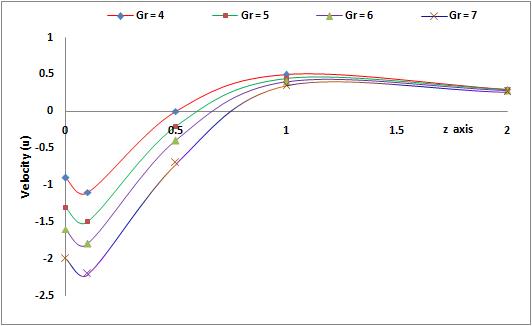 Gr = 4 Gr = 5 Gr = 6 Gr = 7
1
0.5
0
0 0.5 1 1.5 z axis 2
-0.5
-1
-1.5
-2
-2.5
Velocity (u)